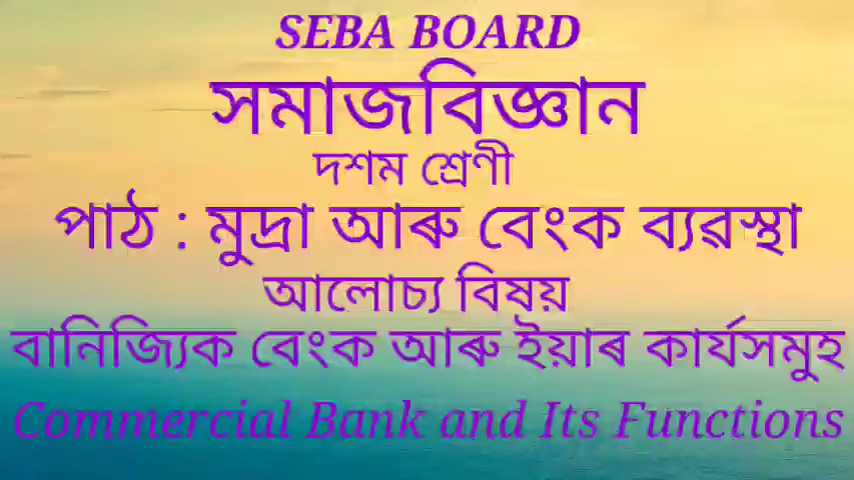 SEBA BOARD
সমাজবিজ্ঞান
দশম শ্ৰেণী
পাঠ : মুদ্ৰা আৰু বেংক ব্যৱস্থা
আলোচ্য বিষয়
বানিজ্যিক বেংক আৰু ইয়াৰ কাৰ্যসমুহ
Commercial Bank and Its Functions